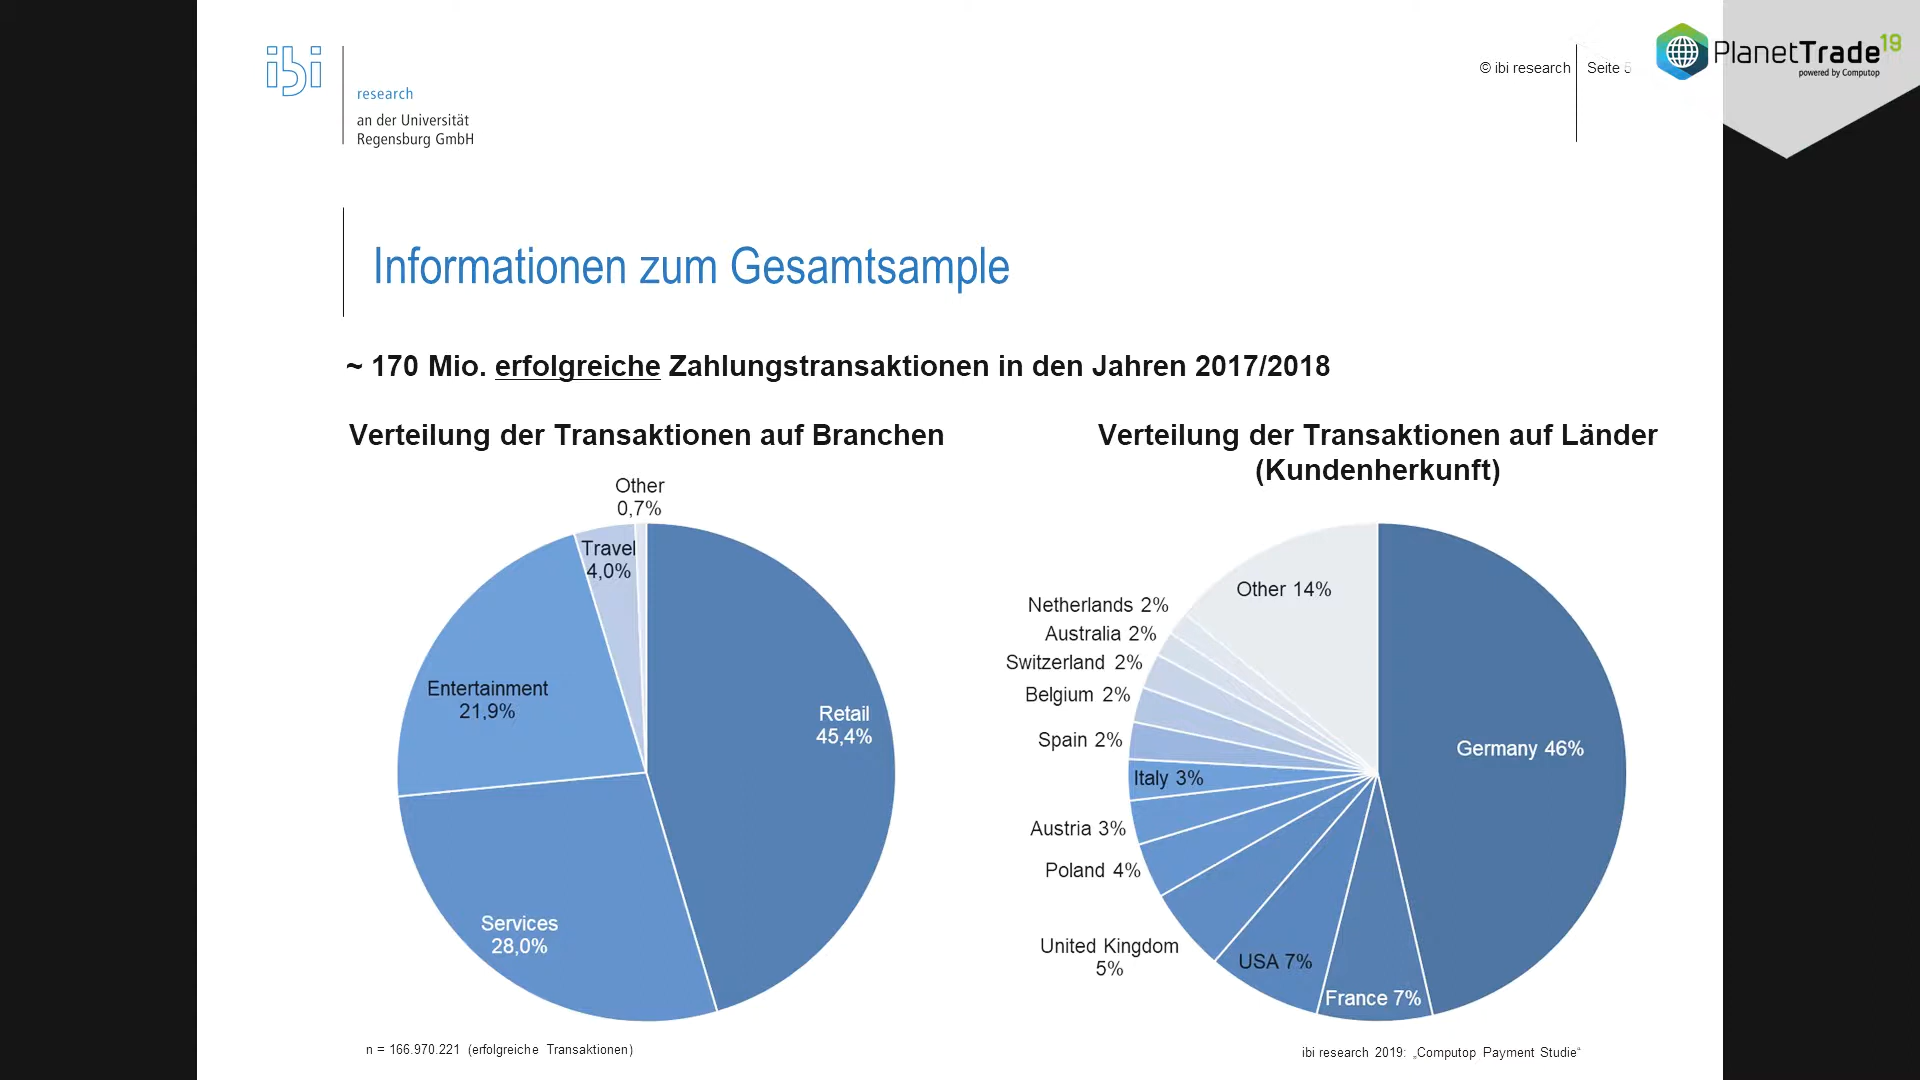 ibi
research
an der Universität
Regensburg GmbH
© ibi research
Seite 5
PlanetTrade19
powered by Computop
Informationen zum Gesamtsample
~ 170 Mio. erfolgreiche Zahlungstransaktionen in den Jahren 2017/2018
Verteilung der Transaktionen auf Branchen
Other
0,7%
Travel
4,0%
Entertainment
21,9%
Retail
45,4%
Services
28,0%
n = 166.970.221 (erfolgreiche Transaktionen)
Verteilung der Transaktionen auf Länder
(Kundenherkunft)
Other 14%
Netherlands 2%
Australia 2%
Switzerland 2%
Belgium 2%
Spain 2%
Italy 3%
Austria 3%
Poland 4%
United Kingdom
5%
USA 7%
France 7%
Germany 46%
ibi research 2019: „Computop Payment Studie“